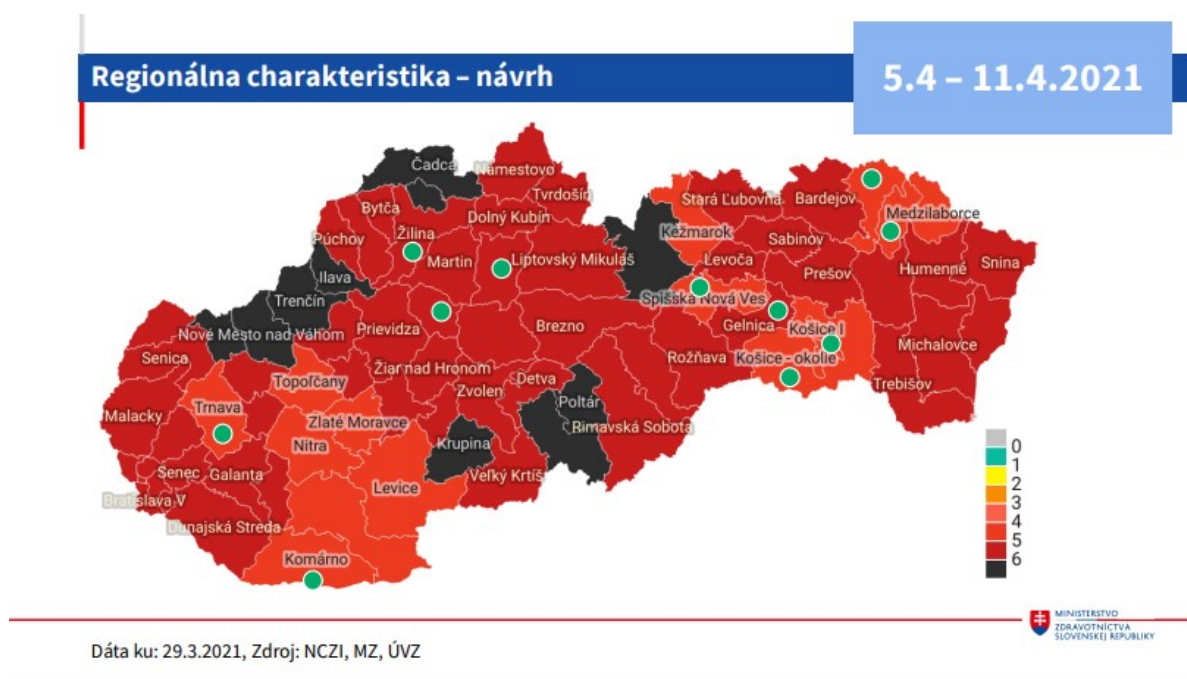 Regionálna charakteristika – návrh
5.4 – 11.4.2021
Čadca
Námestovo
Tvrdošín
Bytča
Dolný Kubín
Púchov
Žilina
Martin
Liptovský Mikuláš
Ilava
Trenčín
Nové Mesto nad Váhom
Prievidza
Brezno
Senica
Topoľčany
Žiar nad Hronom
Detva
Zvolen
Poltár
Malacky
Trnava
Zlaté Moravce
Rimavská Sobota
Nitra
Krupina
Senec
Galanta
Levice
Veľký Krtíš
Bratislava V
Dunajská Streda
Komárno
Stará Ľubovňa
Bardejov
Medzilaborce
Kežmarok
Sabinov
Levoča
Prešov
Humenné
Snina
Spišská Nová Ves
Gelnica
Košice I
Michalovce
Rožňava
Košice - okolie
Trebišov
0
1
2
3
4
5
6
MINISTERSTVO
ZDRAVOTNÍCTVA
SLOVENSKEJ REPUBLIKY
Dáta ku: 29.3.2021, Zdroj: NCZI, MZ, ÚVZ